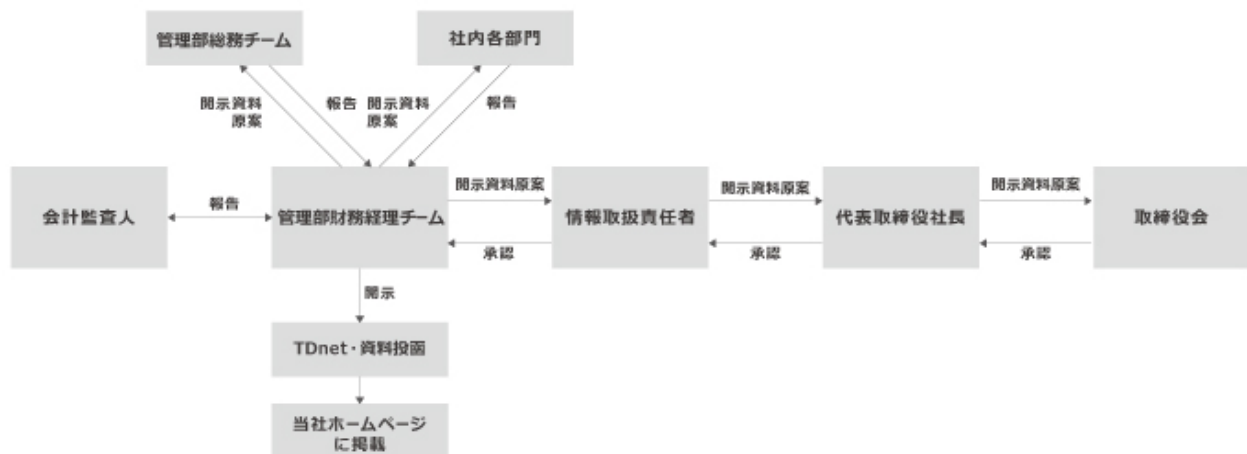 管理部総務チーム
社内各部門
開示資料
原案
報告
開示資料
原案
報告
会計監査人
報告
管理部財務経理チーム
開示資料原案
承認
情報取扱責任者
開示資料原案
承認
代表取締役社長
開示資料原案
承認
取締役会
開示
TDnet・資料投函
当社ホームページ
に掲載